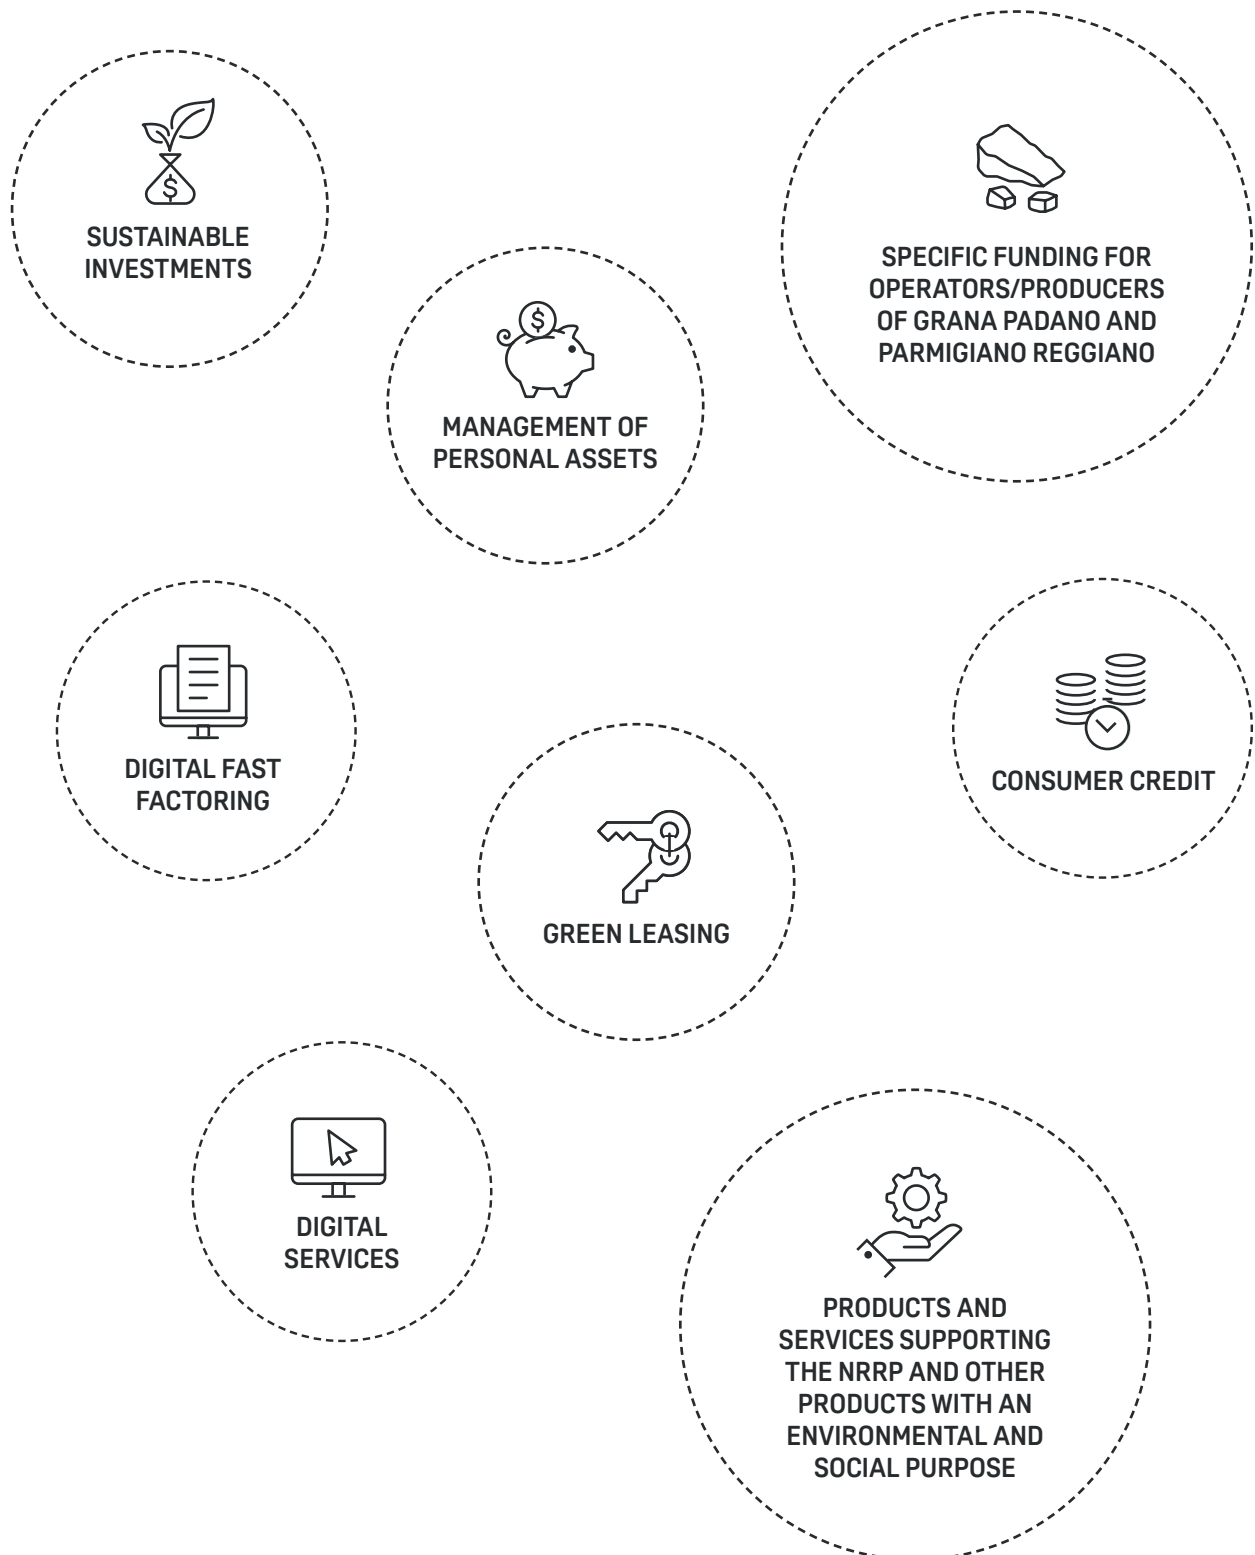 SUSTAINABLE
INVESTMENTS
SPECIFIC FUNDING FOR
OPERATORS/PRODUCERS
OF GRANA PADANO AND
PARMIGIANO REGGIANO
MANAGEMENT OF
PERSONAL ASSETS
DIGITAL FAST
FACTORING
CONSUMER CREDIT
GREEN LEASING
DIGITAL
SERVICES
PRODUCTS AND
SERVICES SUPPORTING
THE NRRP AND OTHER
PRODUCTS WITH AN
ENVIRONMENTAL AND
SOCIAL PURPOSE